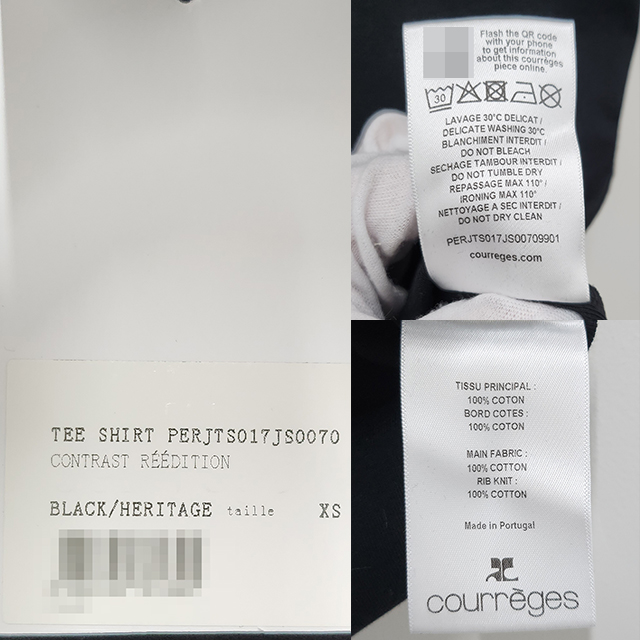 TEE SHIRT PERJTS017JS0070
CONTRAST RÉÉDITION
BLACK/HERITAGE taille XS
Flash the QR code
with your phone
to get information
about this courrèges
piece online.
30
LAVAGE 30°C DELICAT /
DELICATE WASHING 30°C
BLANCHIMENT INTERDIT /
DO NOT BLEACH
SECHAGE TAMBOUR INTERDIT /
DO NOT TUMBLE DRY
REPASSAGE MAX 110° /
IRONING MAX 110°
NETTOYAGE A SEC INTERDIT /
DO NOT DRY CLEAN
PERJTS017JS00709901
courreges.com
TISSU PRINCIPAL :
100% COTON
BORD COTES :
100% COTON
MAIN FABRIC :
100% COTTON
RIB KNIT :
100% COTTON
Made in Portugal
courrèges